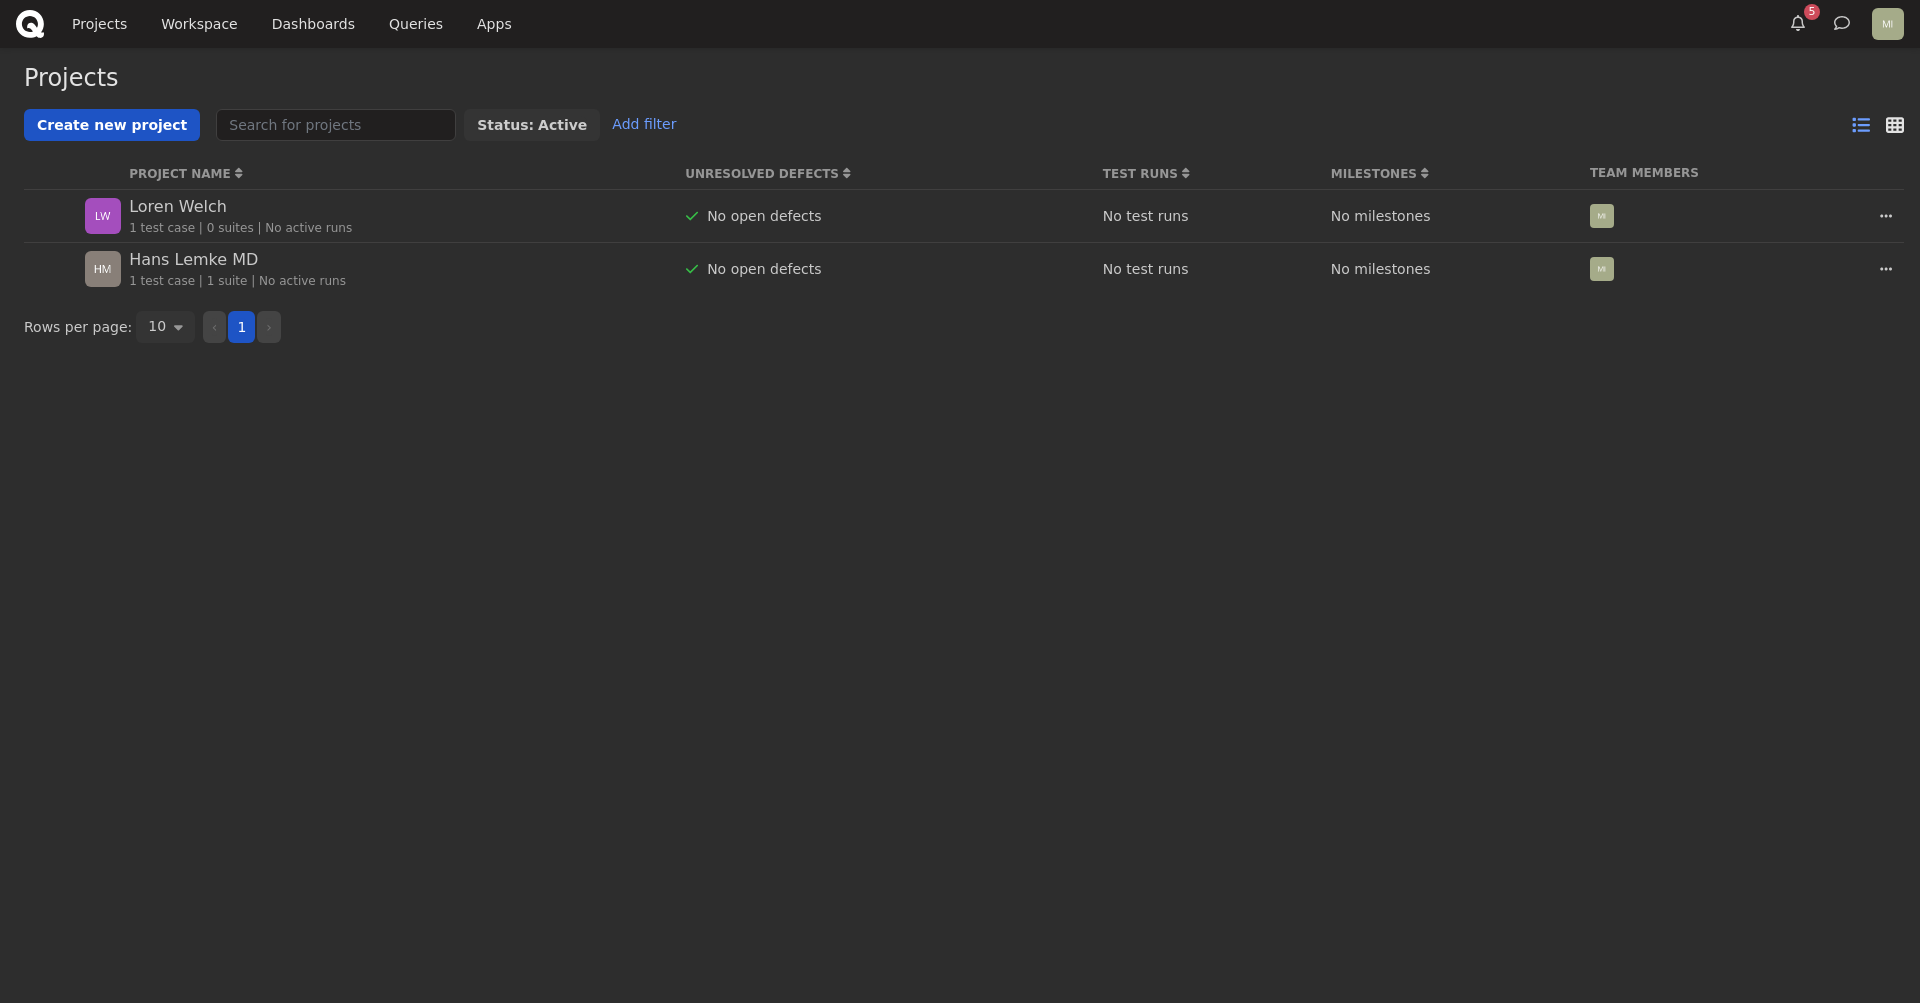 Projects Workspace Dashboards Queries Apps 5 MI
Projects
Create new project Search for projects Status: Active Add filter
PROJECT NAME UNRESOLVED DEFECTS TEST RUNS MILESTONES TEAM MEMBERS
LW Loren Welch No open defects No test runs No milestones MI
1 test case | 0 suites | No active runs
HM Hans Lemke MD No open defects No test runs No milestones MI
1 test case | 1 suite | No active runs
Rows per page: 10 ‹ 1 ›